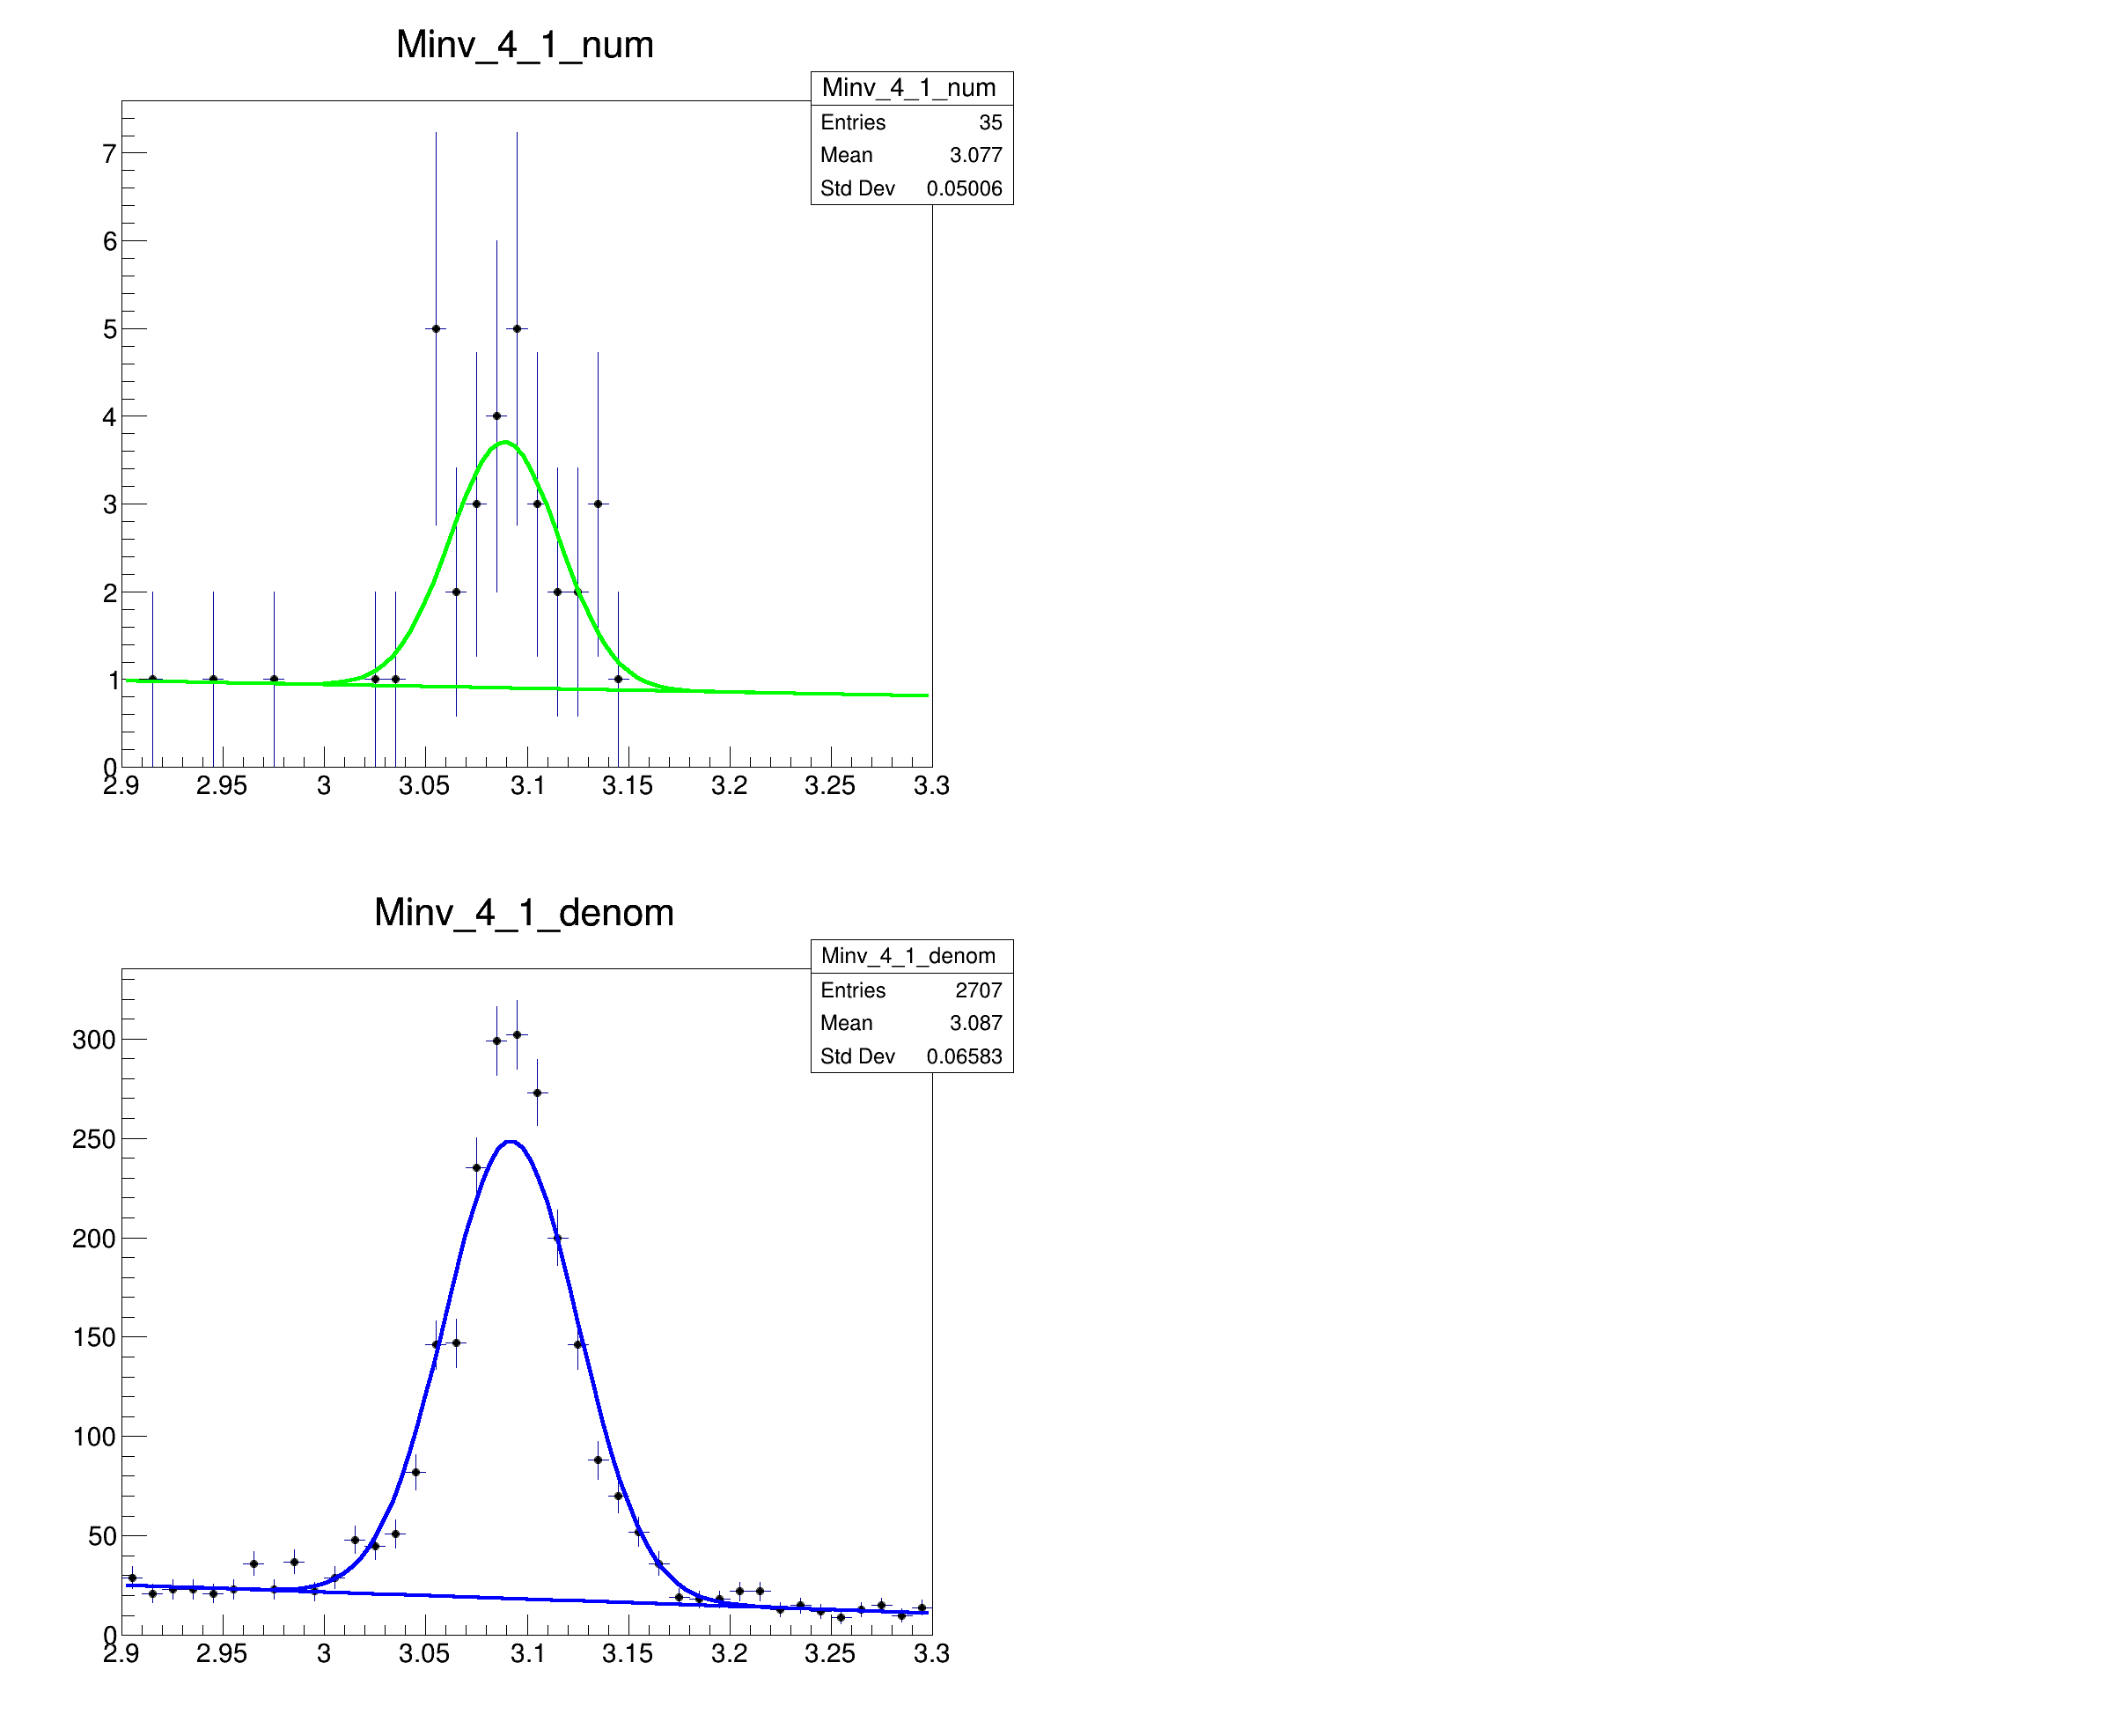 Minv_4_1_num
Minv_4_1_num
Entries 35
Mean 3.077
Std Dev 0.05006
7
6
5
4
3
2
1
0
2.9 2.95 3 3.05 3.1 3.15 3.2 3.25 3.3
Minv_4_1_denom
Minv_4_1_denom
Entries 2707
Mean 3.087
Std Dev 0.06583
300
250
200
150
100
50
0
2.9 2.95 3 3.05 3.1 3.15 3.2 3.25 3.3